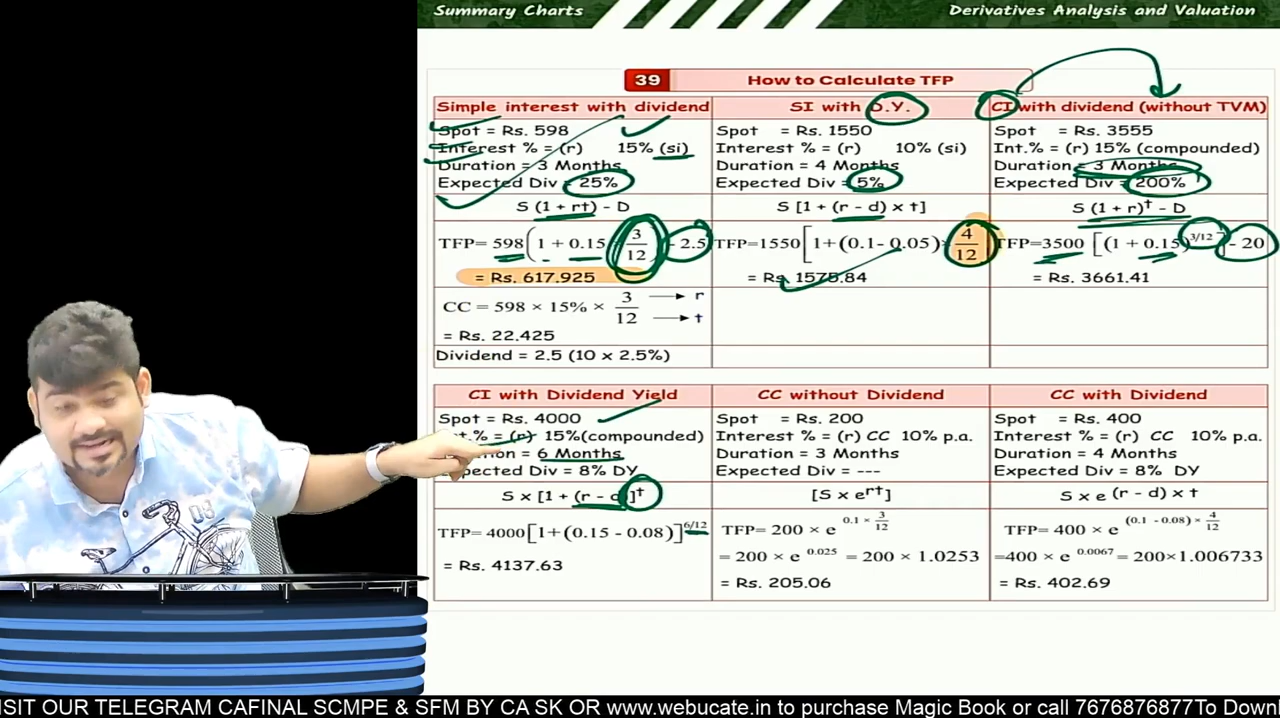 Summary Charts
Derivatives Analysis and Valuation
39 How to Calculate TFP
Simple interest with dividend
Spot = Rs. 598
Interest % = (r) 15% (si)
Duration = 3 Months
Expected Div = 25%
S (1 + rt) - D
TFP= 598 (1 + 0.15 3/12) - 2.5
= Rs. 617.925
CC = 598 × 15% × 3/12 → r → t
= Rs. 22.425
Dividend = 2.5 (10 x 2.5%)
SI with D.Y.
Spot = Rs. 1550
Interest % = (r) 10% (si)
Duration = 4 Months
Expected Div = 5%
S [1 + (r - d) x t]
TFP=1550[1+(0.1- 0.05)× 4/12
= Rs. 1575.84
CI with dividend (without TVM)
Spot = Rs. 3555
Int.% = (r) 15% (compounded)
Duration = 3 Months
Expected Div = 200%
S (1 + r)^t - D
TFP=3500 [(1 + 0.15)^3/12 - 20
= Rs. 3661.41
CI with Dividend Yield
Spot = Rs. 4000
% = (r) 15%(compounded)
= 6 Months
Div = 8% DY
S x [1 + (r - d)]^t
TFP= 4000[1+(0.15 - 0.08)]^6/12
= Rs. 4137.63
CC without Dividend
Spot = Rs. 200
Interest % = (r) CC 10% p.a.
Duration = 3 Months
Expected Div = ---
[S x e^rt]
TFP= 200 × e^0.1 × 3/12
= 200 × e^0.025 = 200 × 1.0253
= Rs. 205.06
CC with Dividend
Spot = Rs. 400
Interest % = (r) CC 10% p.a.
Duration = 4 Months
Expected Div = 8% DY
S x e^(r - d) x t
TFP= 400 × e^(0.1 -0.08)× 4/12
=400 × e^0.0067 = 200×1.006733
= Rs. 402.69
ISIT OUR TELEGRAM CAFINAL SCMPE & SFM BY CA SK OR www.webucate.in to purchase Magic Book or call 7676876877To Down